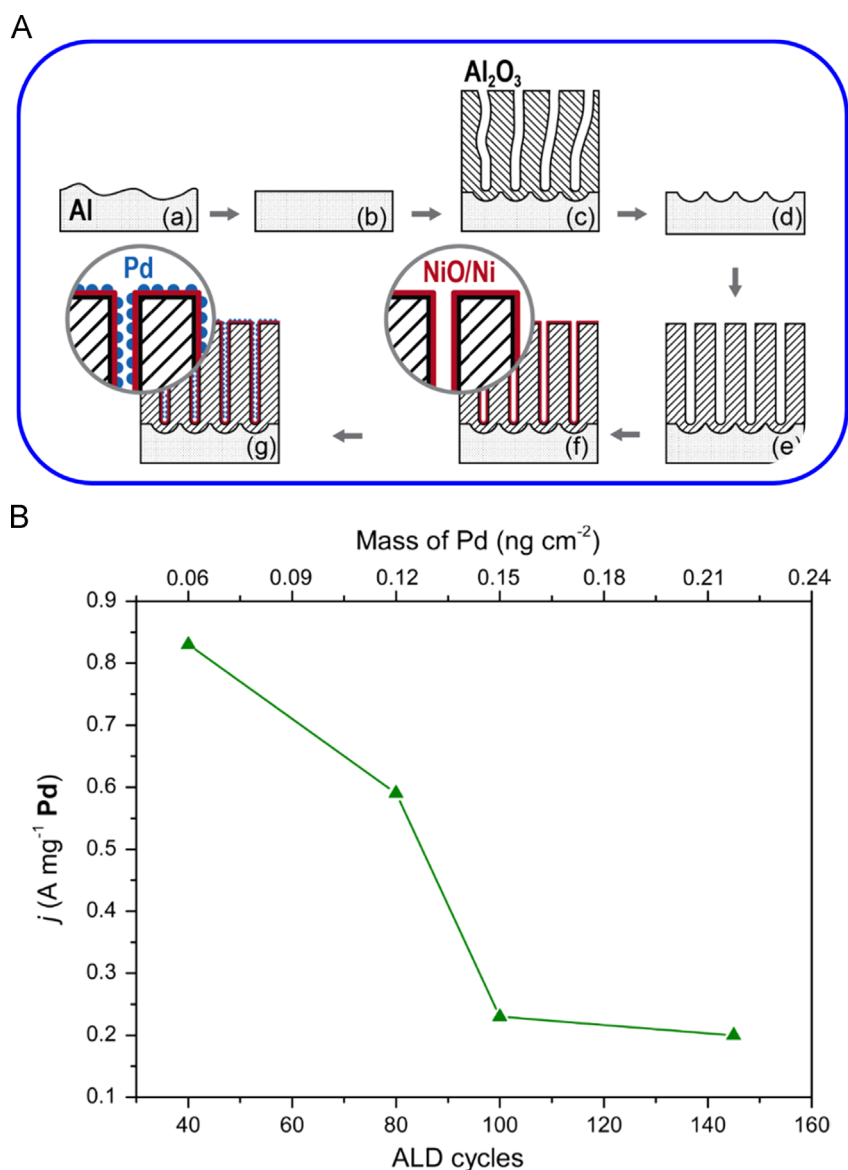 A
Al₂O₃
Al
(a)
(b)
(c)
(d)
Pd
NiO/Ni
(g)
(f)
(e)
B
Mass of Pd (ng cm⁻²)
0.06 0.09 0.12 0.15 0.18 0.21 0.24
0.9
0.8
0.7
0.6
0.5
0.4
0.3
0.2
0.1
j (A mg⁻¹ Pd)
40 60 80 100 120 140 160
ALD cycles